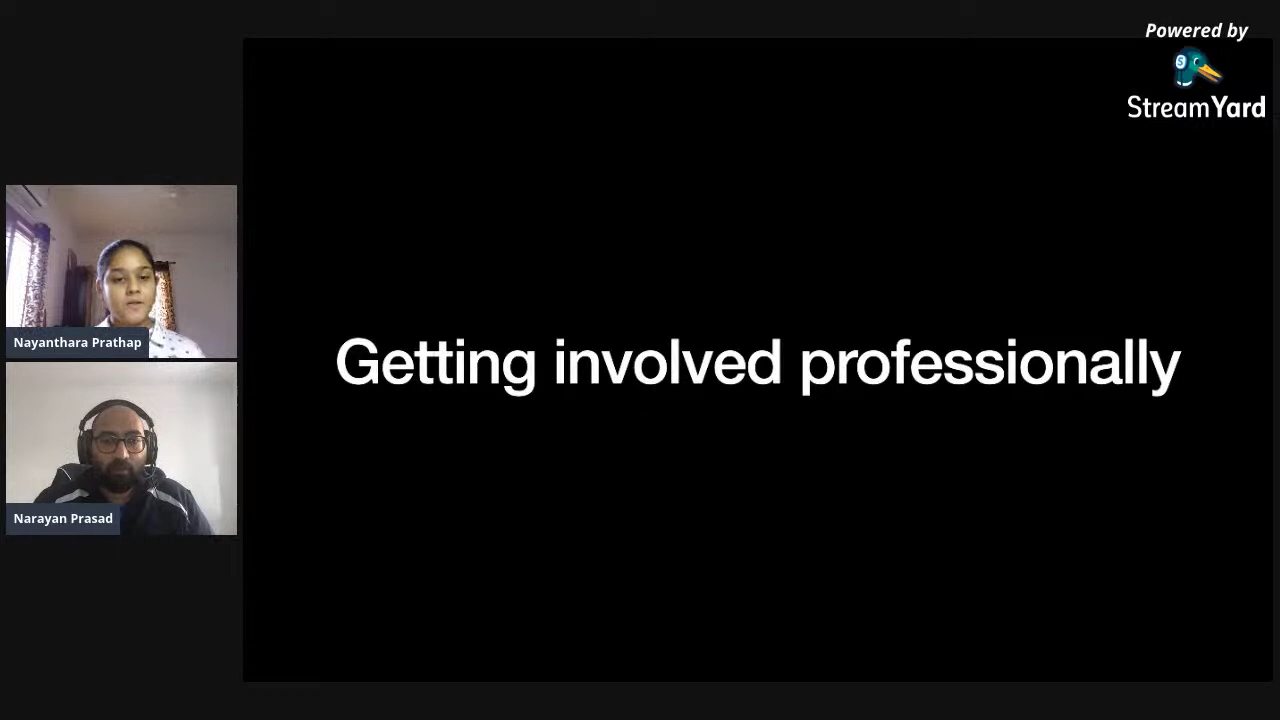 Powered by
StreamYard
Nayanthara Prathap
Getting involved professionally
Narayan Prasad